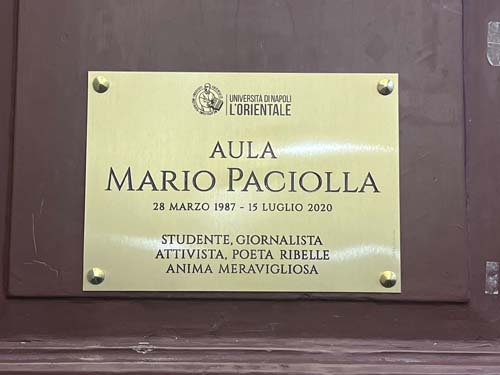 UNIVERSITÀ DI NAPOLI
L'ORIENTALE
AULA
MARIO PACIOLLA
28 MARZO 1987 - 15 LUGLIO 2020
STUDENTE, GIORNALISTA
ATTIVISTA, POETA RIBELLE
ANIMA MERAVIGLIOSA